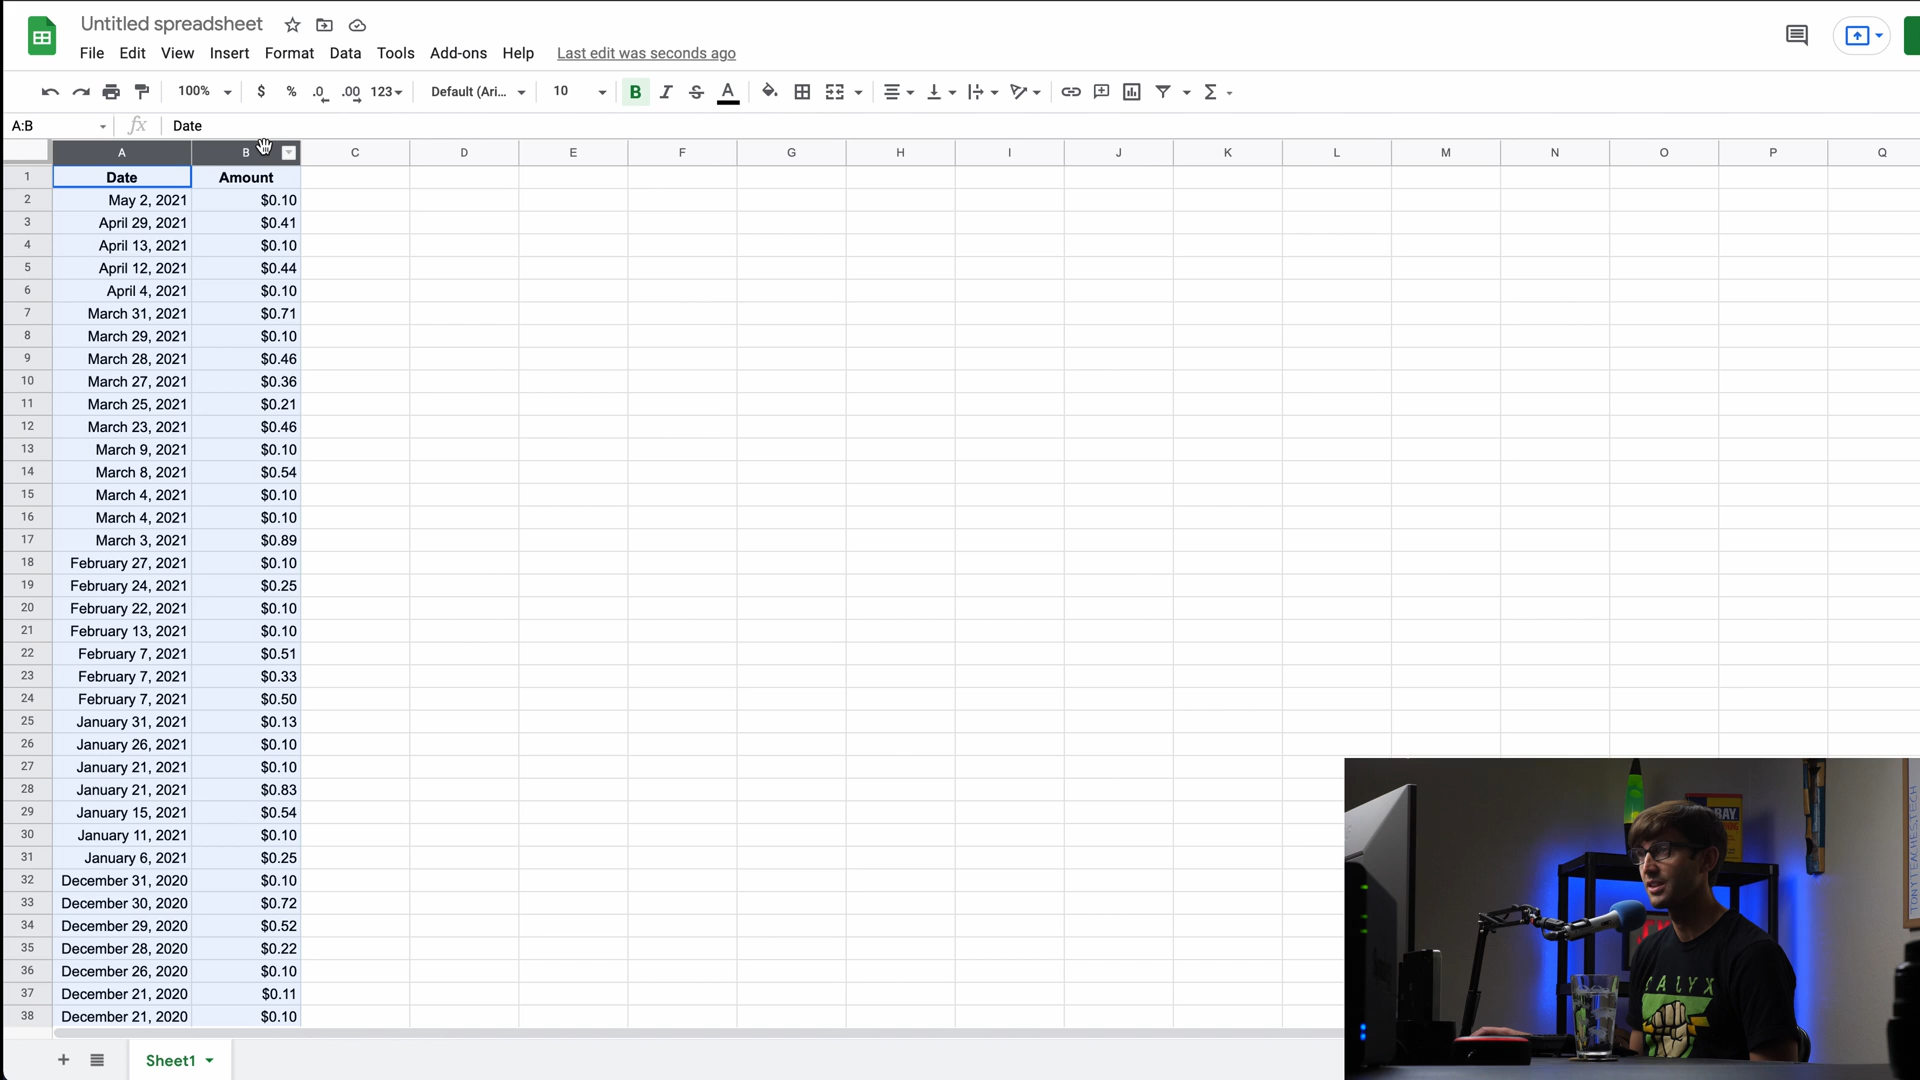 Untitled spreadsheet
File Edit View Insert Format Data Tools Add-ons Help Last edit was seconds ago
100% $ % .0 .00 123 Default (Ari... 10 B I S A Σ
A:B fx Date
A B C D E F G H I J K L M N O P Q
1 Date Amount
2 May 2, 2021 $0.10
3 April 29, 2021 $0.41
4 April 13, 2021 $0.10
5 April 12, 2021 $0.44
6 April 4, 2021 $0.10
7 March 31, 2021 $0.71
8 March 29, 2021 $0.10
9 March 28, 2021 $0.46
10 March 27, 2021 $0.36
11 March 25, 2021 $0.21
12 March 23, 2021 $0.46
13 March 9, 2021 $0.10
14 March 8, 2021 $0.54
15 March 4, 2021 $0.10
16 March 4, 2021 $0.10
17 March 3, 2021 $0.89
18 February 27, 2021 $0.10
19 February 24, 2021 $0.25
20 February 22, 2021 $0.10
21 February 13, 2021 $0.10
22 February 7, 2021 $0.51
23 February 7, 2021 $0.33
24 February 7, 2021 $0.50
25 January 31, 2021 $0.13
26 January 26, 2021 $0.10
27 January 21, 2021 $0.10
28 January 21, 2021 $0.83
29 January 15, 2021 $0.54
30 January 11, 2021 $0.10
31 January 6, 2021 $0.25
32 December 31, 2020 $0.10
33 December 30, 2020 $0.72
34 December 29, 2020 $0.52
35 December 28, 2020 $0.22
36 December 26, 2020 $0.10
37 December 21, 2020 $0.11
38 December 21, 2020 $0.10
Sheet1
BAY
TONYTEACHES.TECH